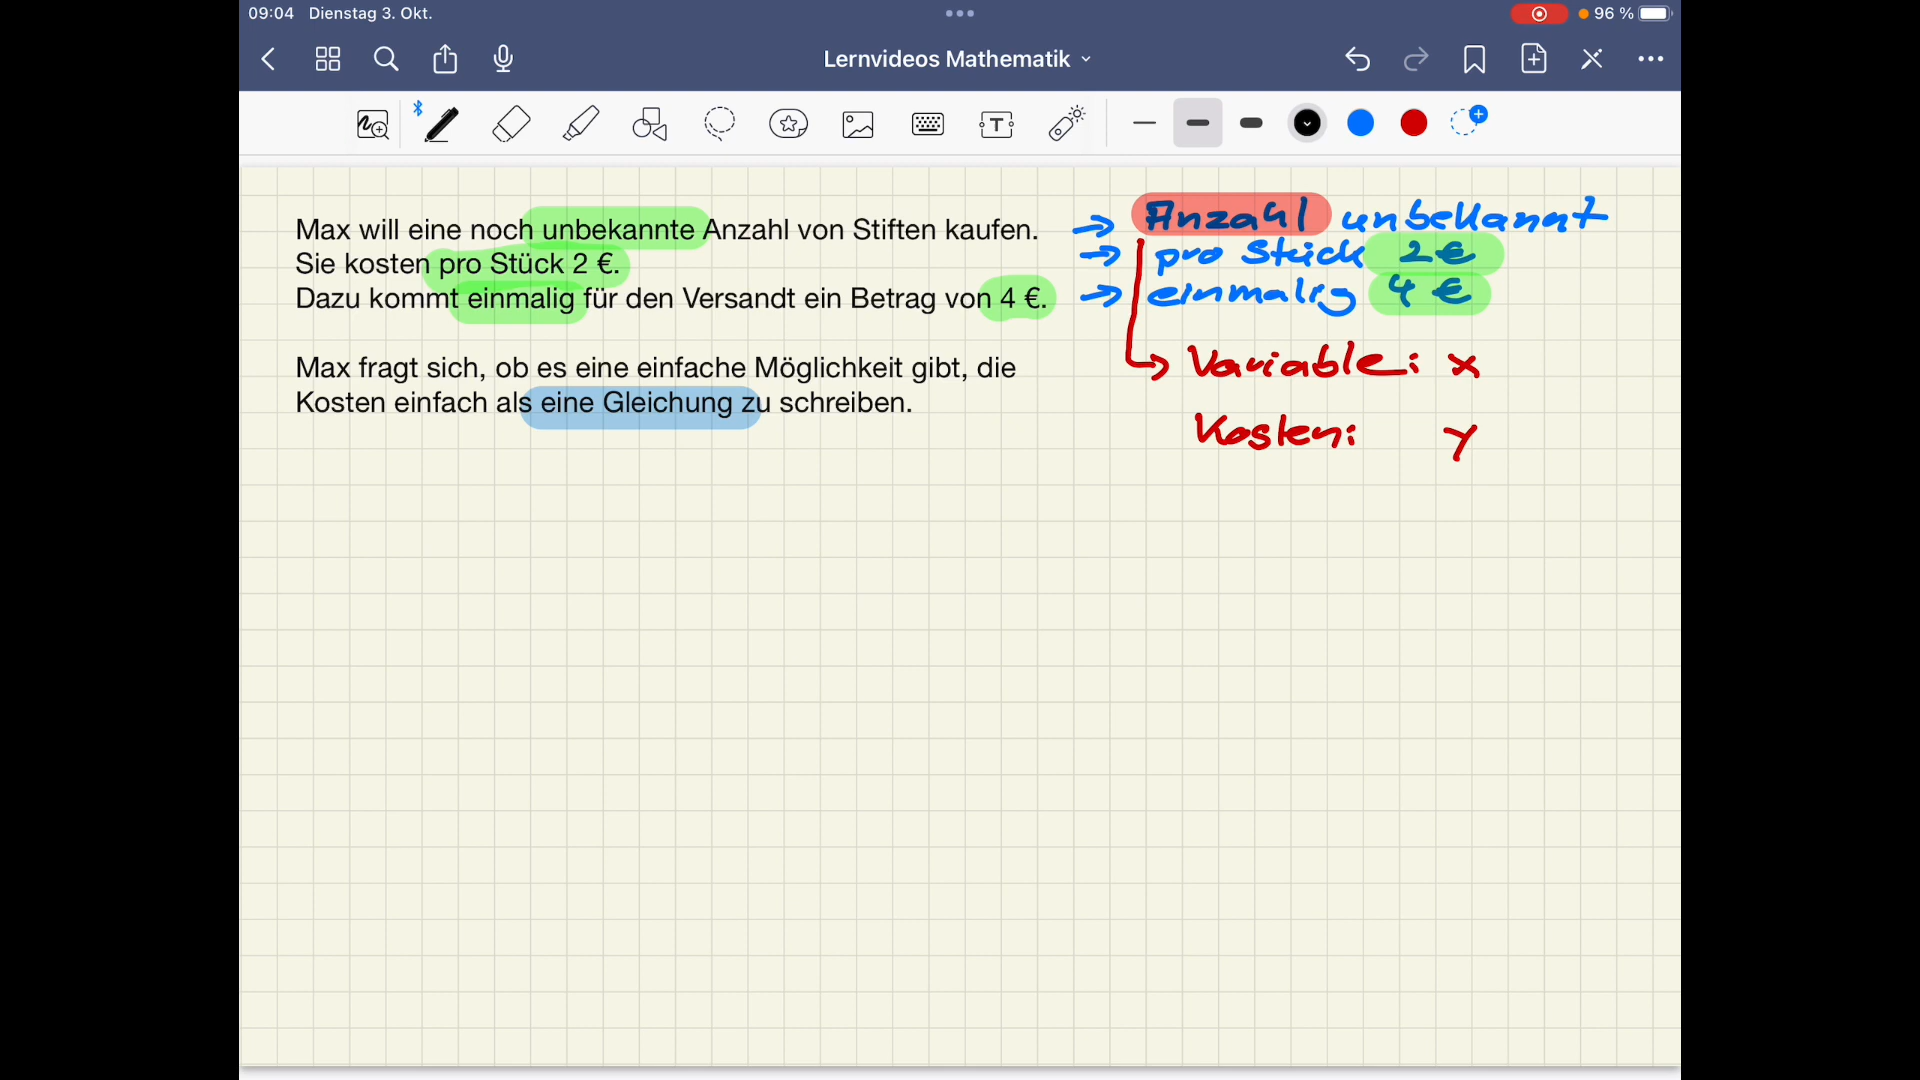 09:04 Dienstag 3. Okt.
96 %
Lernvideos Mathematik
Max will eine noch unbekannte Anzahl von Stiften kaufen.
Sie kosten pro Stück 2 €.
Dazu kommt einmalig für den Versandt ein Betrag von 4 €.
Max fragt sich, ob es eine einfache Möglichkeit gibt, die
Kosten einfach als eine Gleichung zu schreiben.
→ Anzahl unbekannt
→ pro Stück 2 €
→ einmalig 4 €
→ Variable: x
Kosten: y